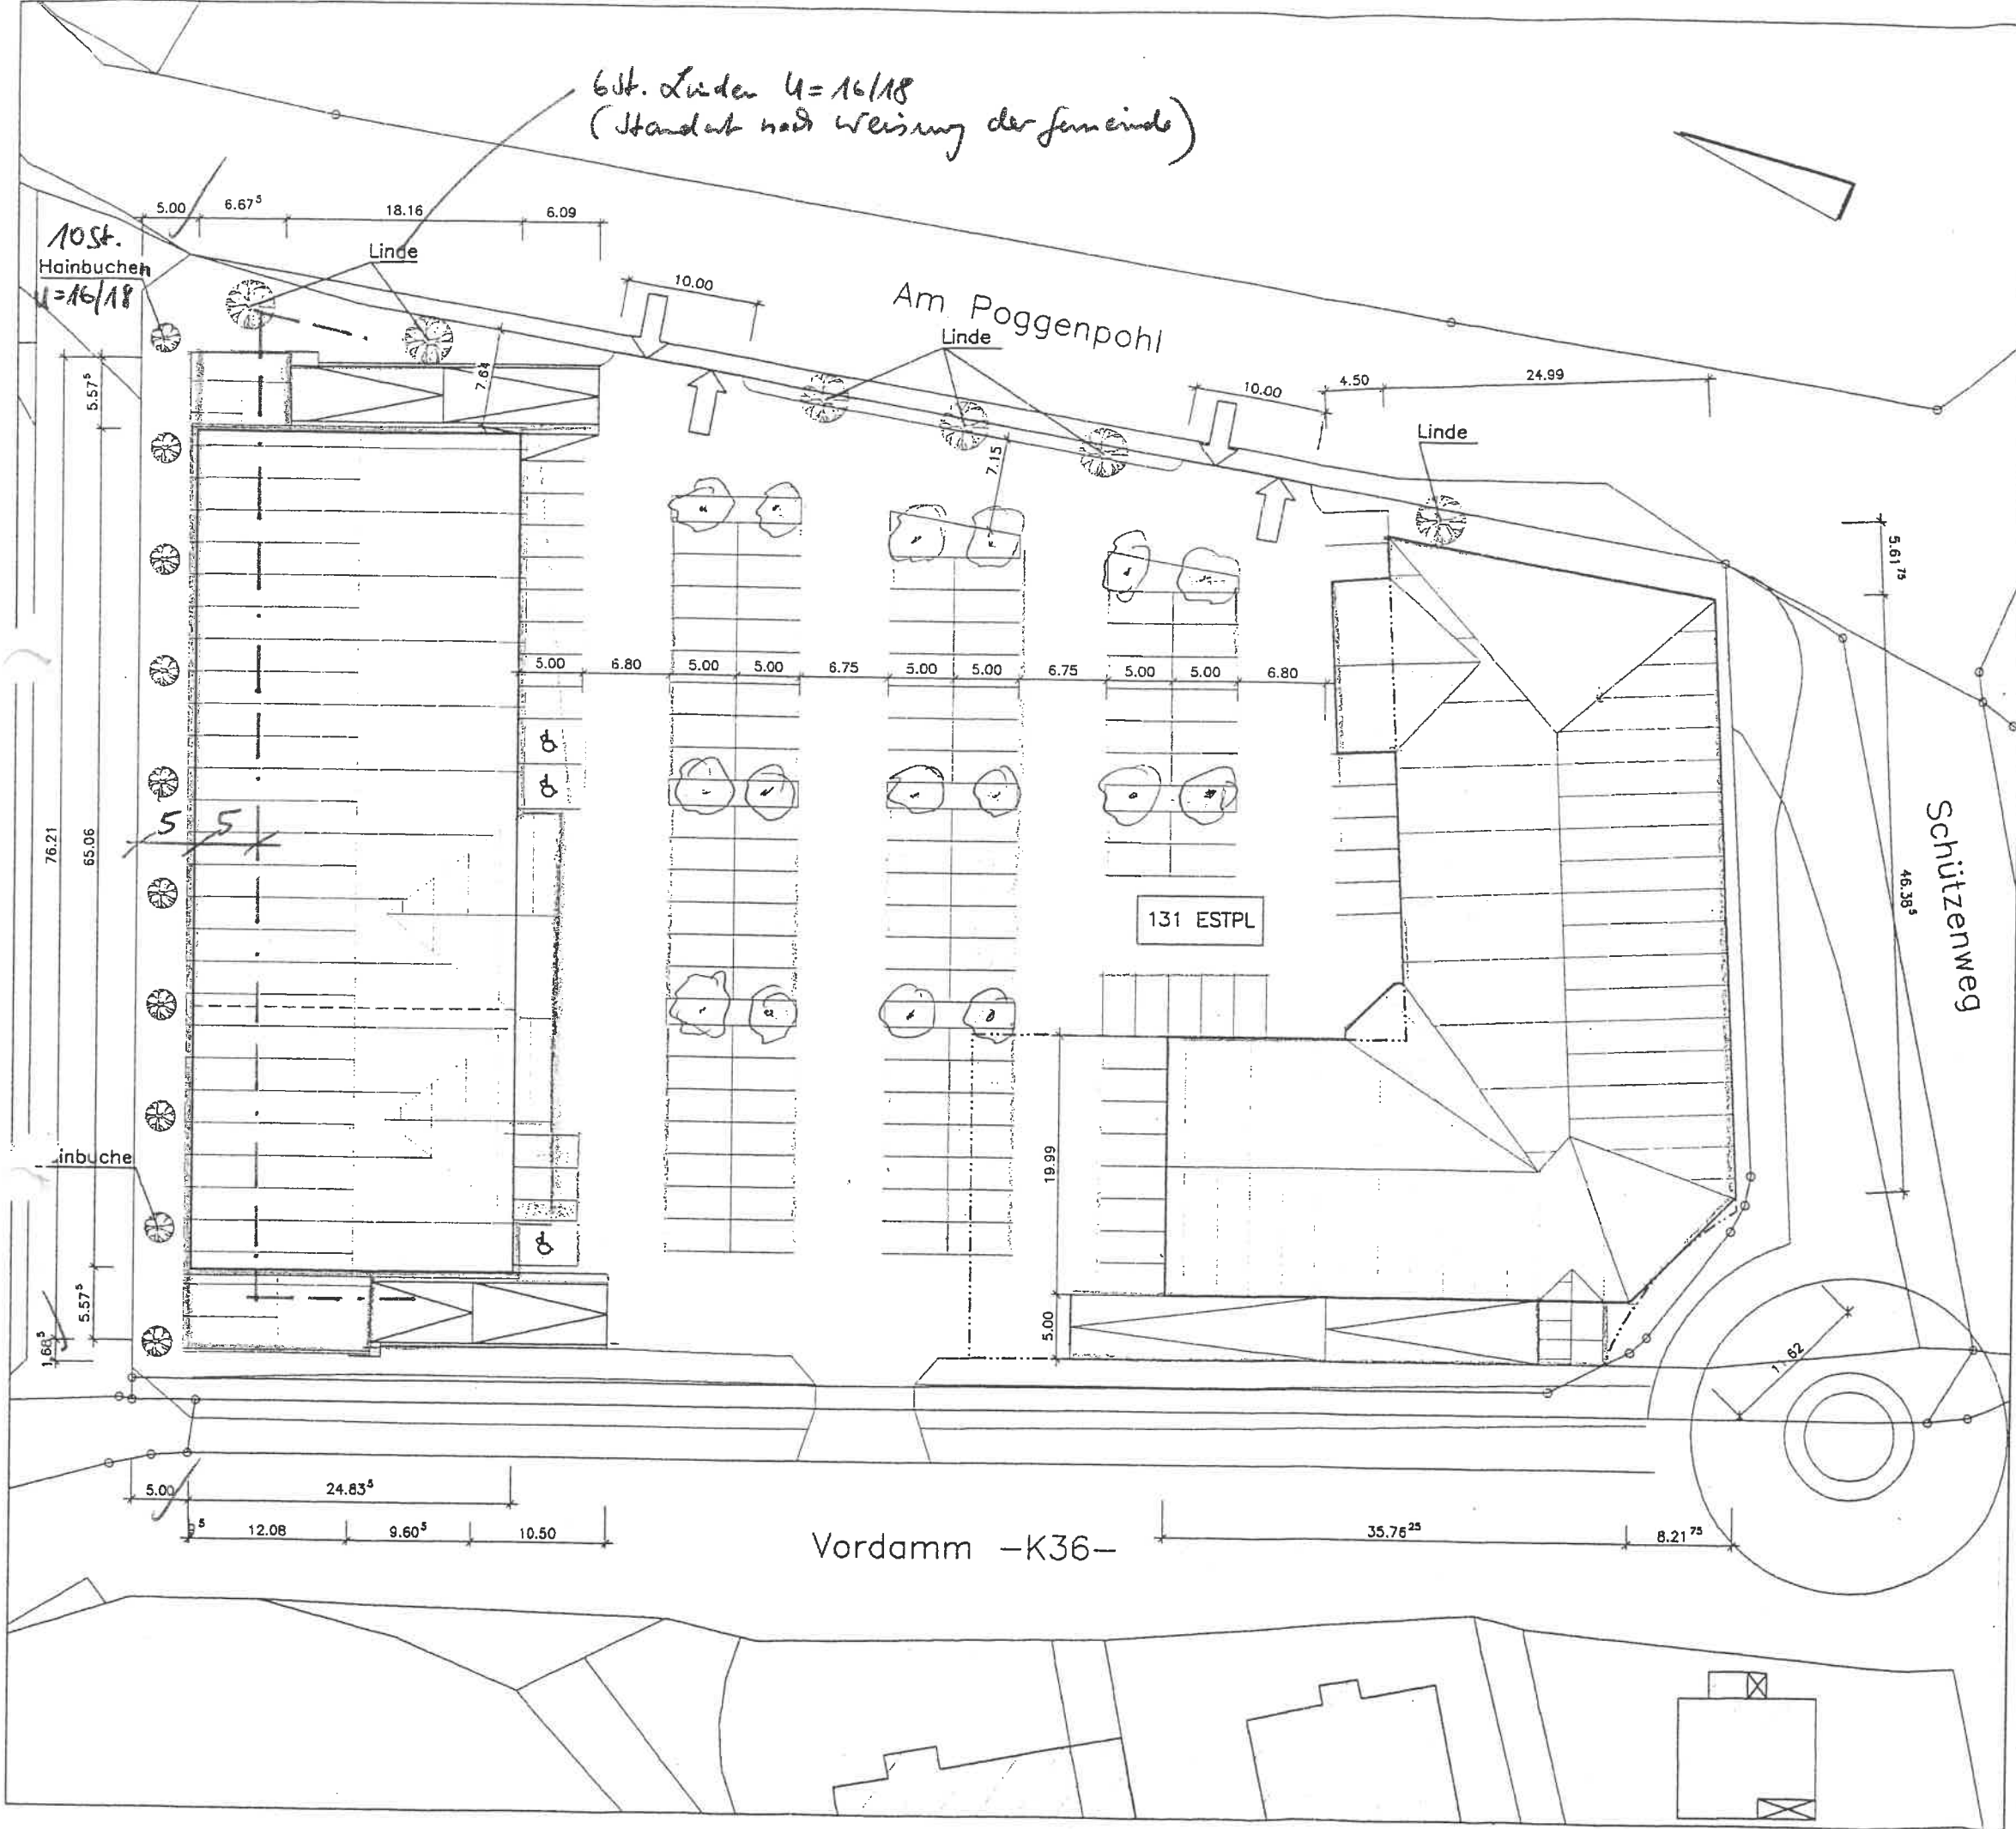 6 St. Linden U=16/18
(Standort nach Weisung der Gemeinde)
5.00 6.67⁵ 18.16 6.09
10 St.
Hainbuchen
U=16/18
Linde
10.00
Am Poggenpohl
Linde
10.00 4.50 24.99
Linde
7.64
7.15
5.57⁵
5.61⁷⁵
5.00 6.80 5.00 5.00 6.75 5.00 5.00 6.75 5.00 5.00 6.80
76.21
65.06
5 5
46.38⁵
Schützenweg
131 ESTPL
inbuche
19.99
5.57⁵
1.66⁵
5.00
5.00 24.83⁵
12.08 9.60⁵ 10.50
Vordamm –K36–
35.76²⁵ 8.21⁷⁵